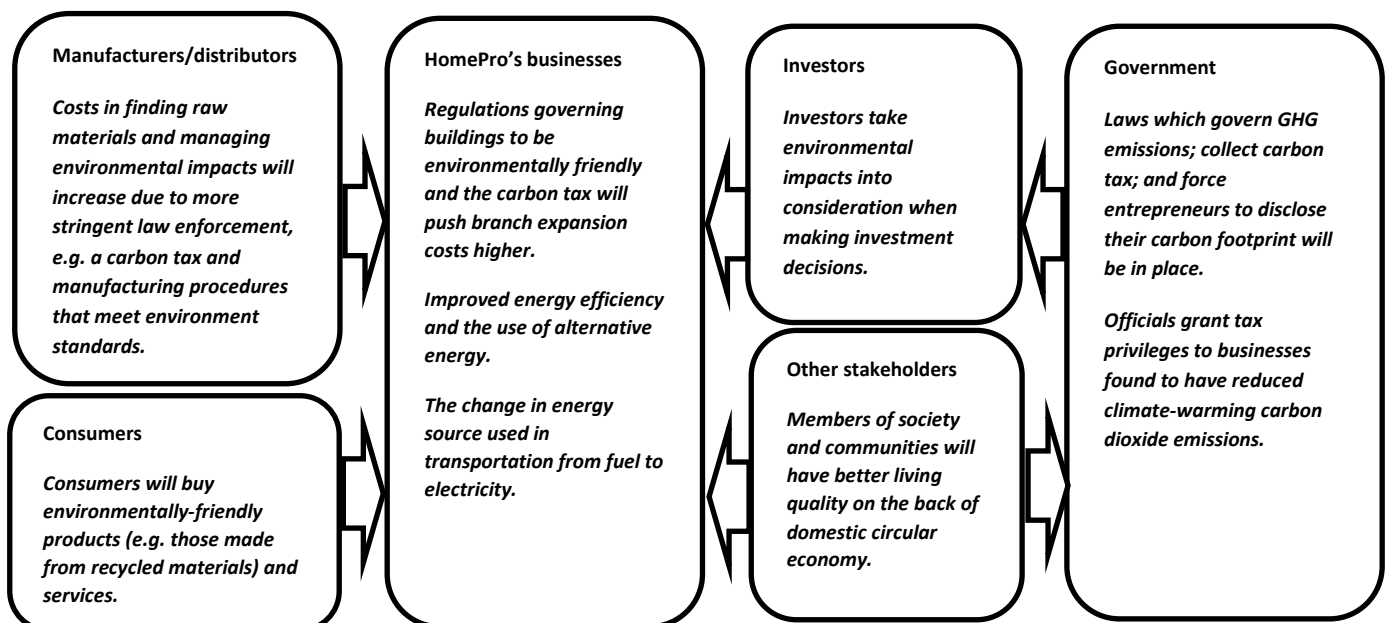 Manufacturers/distributors
Costs in finding raw
materials and managing
environmental impacts will
increase due to more
stringent law enforcement,
e.g. a carbon tax and
manufacturing procedures
that meet environment
standards.
Consumers
Consumers will buy
environmentally-friendly
products (e.g. those made
from recycled materials) and
services.
HomePro’s businesses
Regulations governing
buildings to be
environmentally friendly
and the carbon tax will
push branch expansion
costs higher.
Improved energy efficiency
and the use of alternative
energy.
The change in energy
source used in
transportation from fuel to
electricity.
Investors
Investors take
environmental
impacts into
consideration when
making investment
decisions.
Other stakeholders
Members of society
and communities will
have better living
quality on the back of
domestic circular
economy.
Government
Laws which govern GHG
emissions; collect carbon
tax; and force
entrepreneurs to disclose
their carbon footprint will
be in place.
Officials grant tax
privileges to businesses
found to have reduced
climate-warming carbon
dioxide emissions.